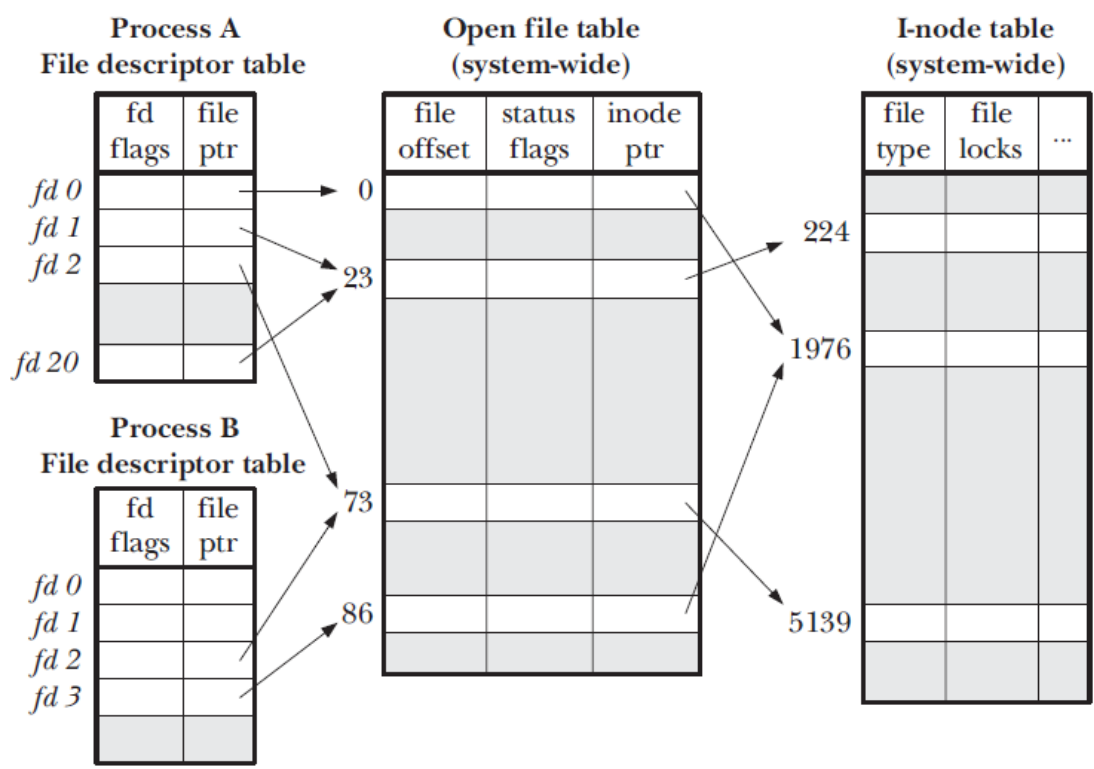 Process A
File descriptor table
fd file
flags ptr
fd 0
fd 1
fd 2
fd 20
Process B
File descriptor table
fd file
flags ptr
fd 0
fd 1
fd 2
fd 3
Open file table
(system-wide)
file status inode
offset flags ptr
0
23
73
86
I-node table
(system-wide)
file file ...
type locks
224
1976
5139